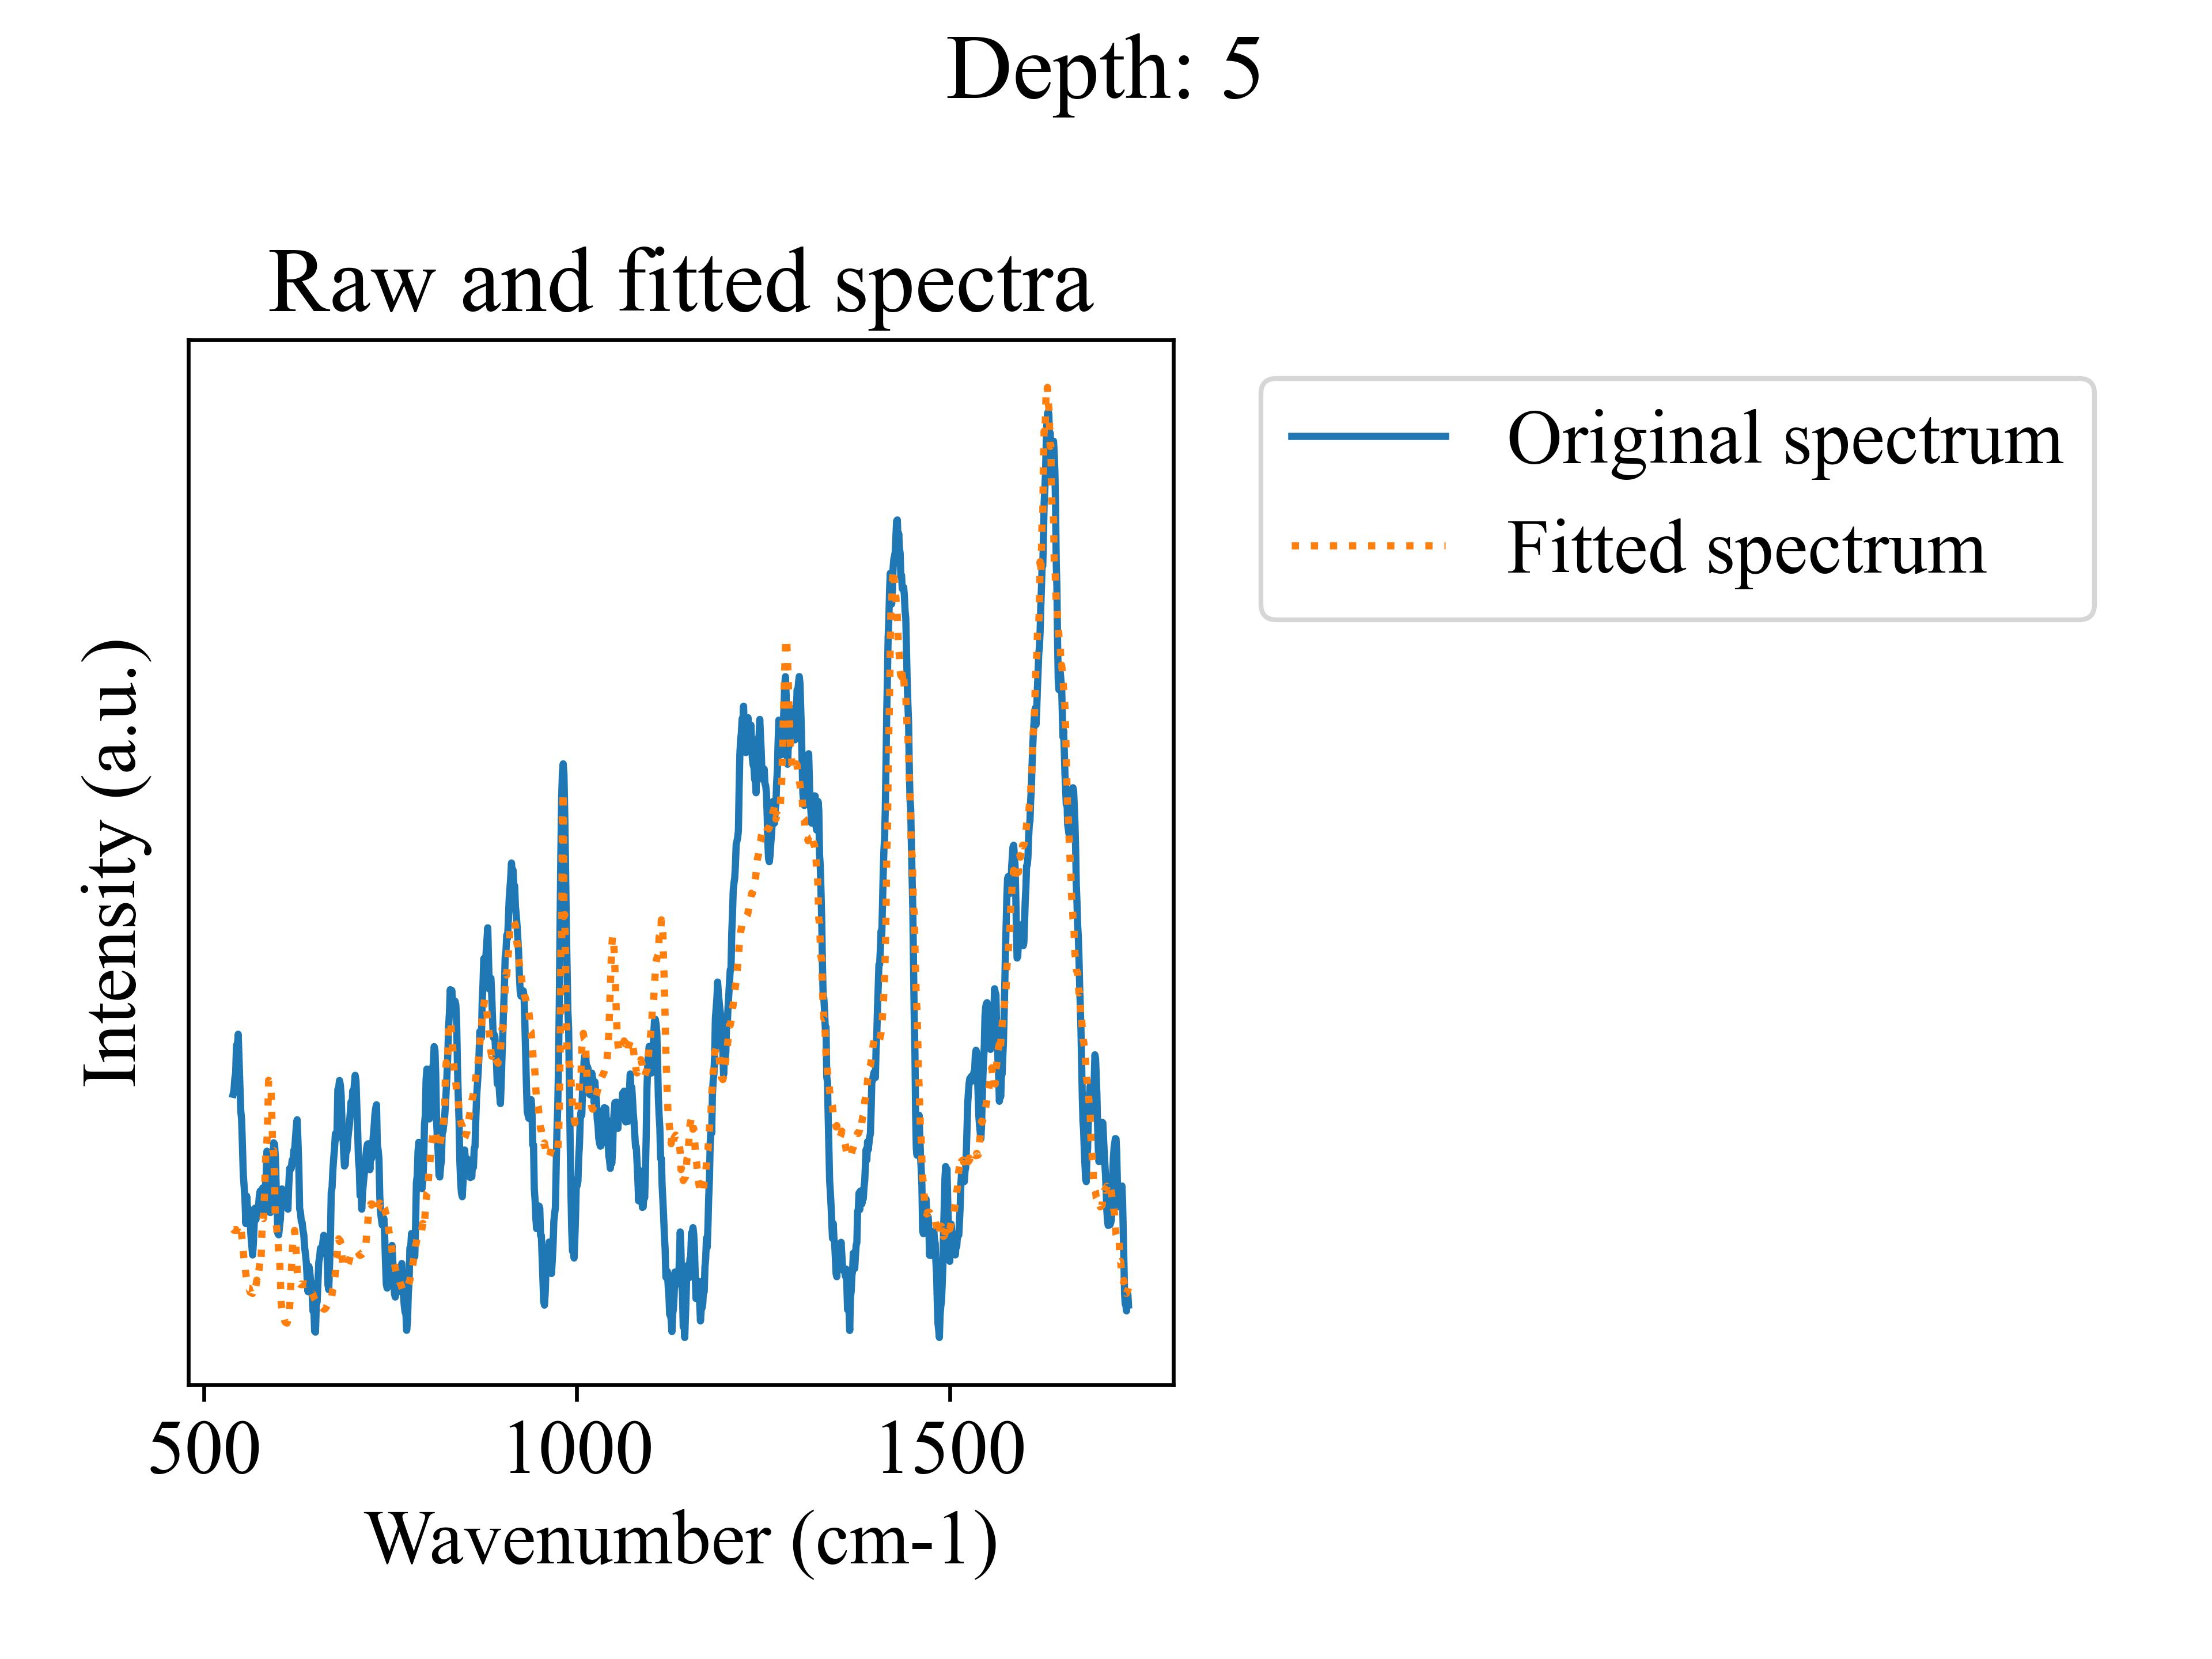 Depth: 5
Raw and fitted spectra
Original spectrum
Fitted spectrum
Intensity (a.u.)
500 1000 1500
Wavenumber (cm-1)